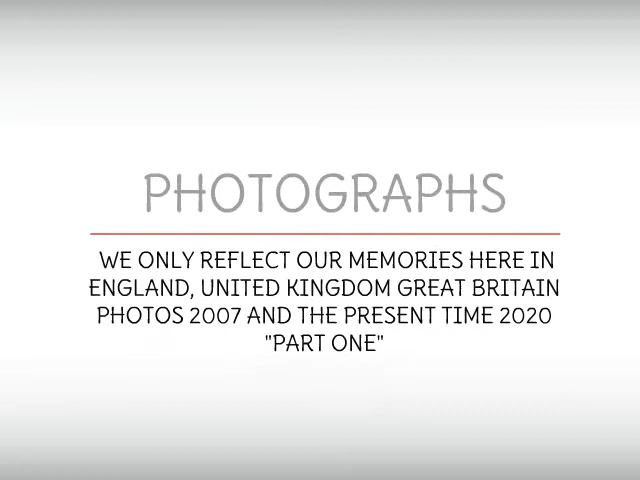 PHOTOGRAPHS
WE ONLY REFLECT OUR MEMORIES HERE IN
ENGLAND, UNITED KINGDOM GREAT BRITAIN
PHOTOS 2007 AND THE PRESENT TIME 2020
"PART ONE"